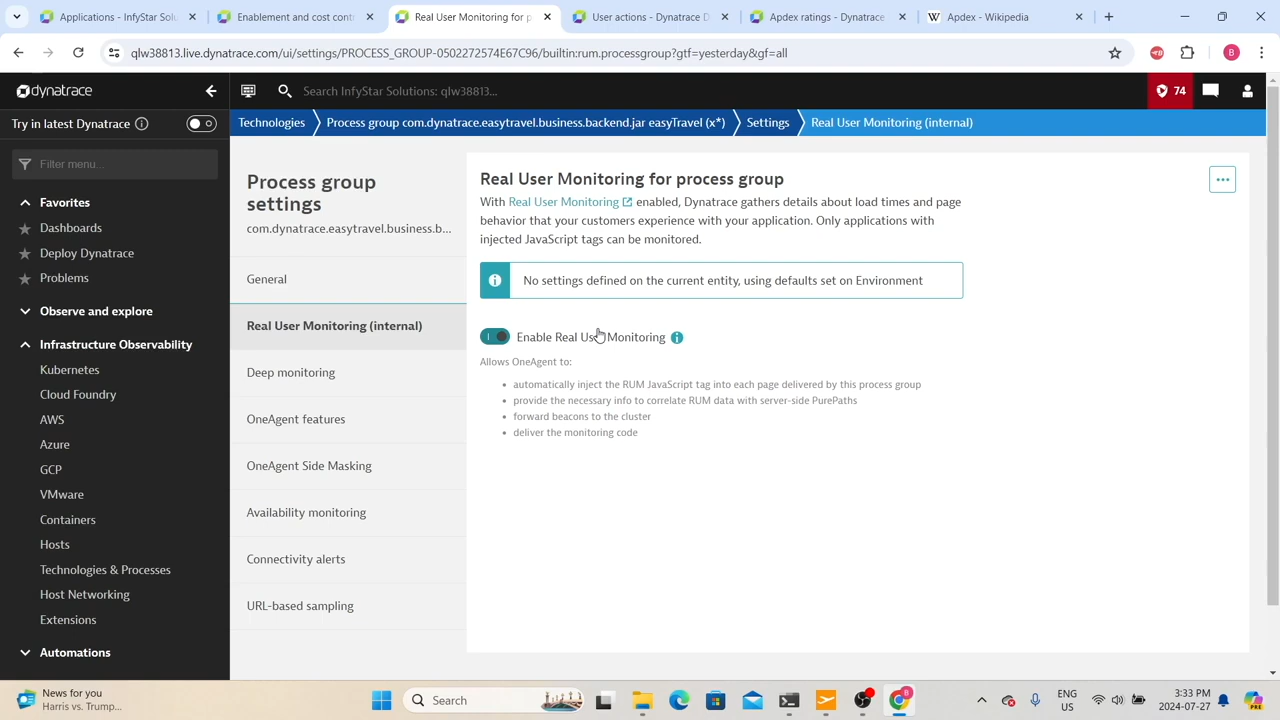 Applications - InfyStar Solu
Enablement and cost cont
Real User Monitoring for p
User actions - Dynatrace D
Apdex ratings - Dynatrace
Apdex - Wikipedia
qlw38813.live.dynatrace.com/ui/settings/PROCESS_GROUP-0502272574E67C96/builtin:rum.processgroup?gtf=yesterday&gf=all
dynatrace
Search InfyStar Solutions: qlw38813...
74
Try in latest Dynatrace
Technologies
Process group com.dynatrace.easytravel.business.backend.jar easyTravel (x*)
Settings
Real User Monitoring (internal)
Filter menu...
Favorites
Dashboards
Deploy Dynatrace
Problems
Observe and explore
Infrastructure Observability
Kubernetes
Cloud Foundry
AWS
Azure
GCP
VMware
Containers
Hosts
Technologies & Processes
Host Networking
Extensions
Automations
Process group
settings
com.dynatrace.easytravel.business.b...
General
Real User Monitoring (internal)
Deep monitoring
OneAgent features
OneAgent Side Masking
Availability monitoring
Connectivity alerts
URL-based sampling
Real User Monitoring for process group
With Real User Monitoring enabled, Dynatrace gathers details about load times and page
behavior that your customers experience with your application. Only applications with
injected JavaScript tags can be monitored.
No settings defined on the current entity, using defaults set on Environment
Enable Real User Monitoring
Allows OneAgent to:
• automatically inject the RUM JavaScript tag into each page delivered by this process group
• provide the necessary info to correlate RUM data with server-side PurePaths
• forward beacons to the cluster
• deliver the monitoring code
News for you
Harris vs. Trump...
Search
ENG
US
3:33 PM
2024-07-27